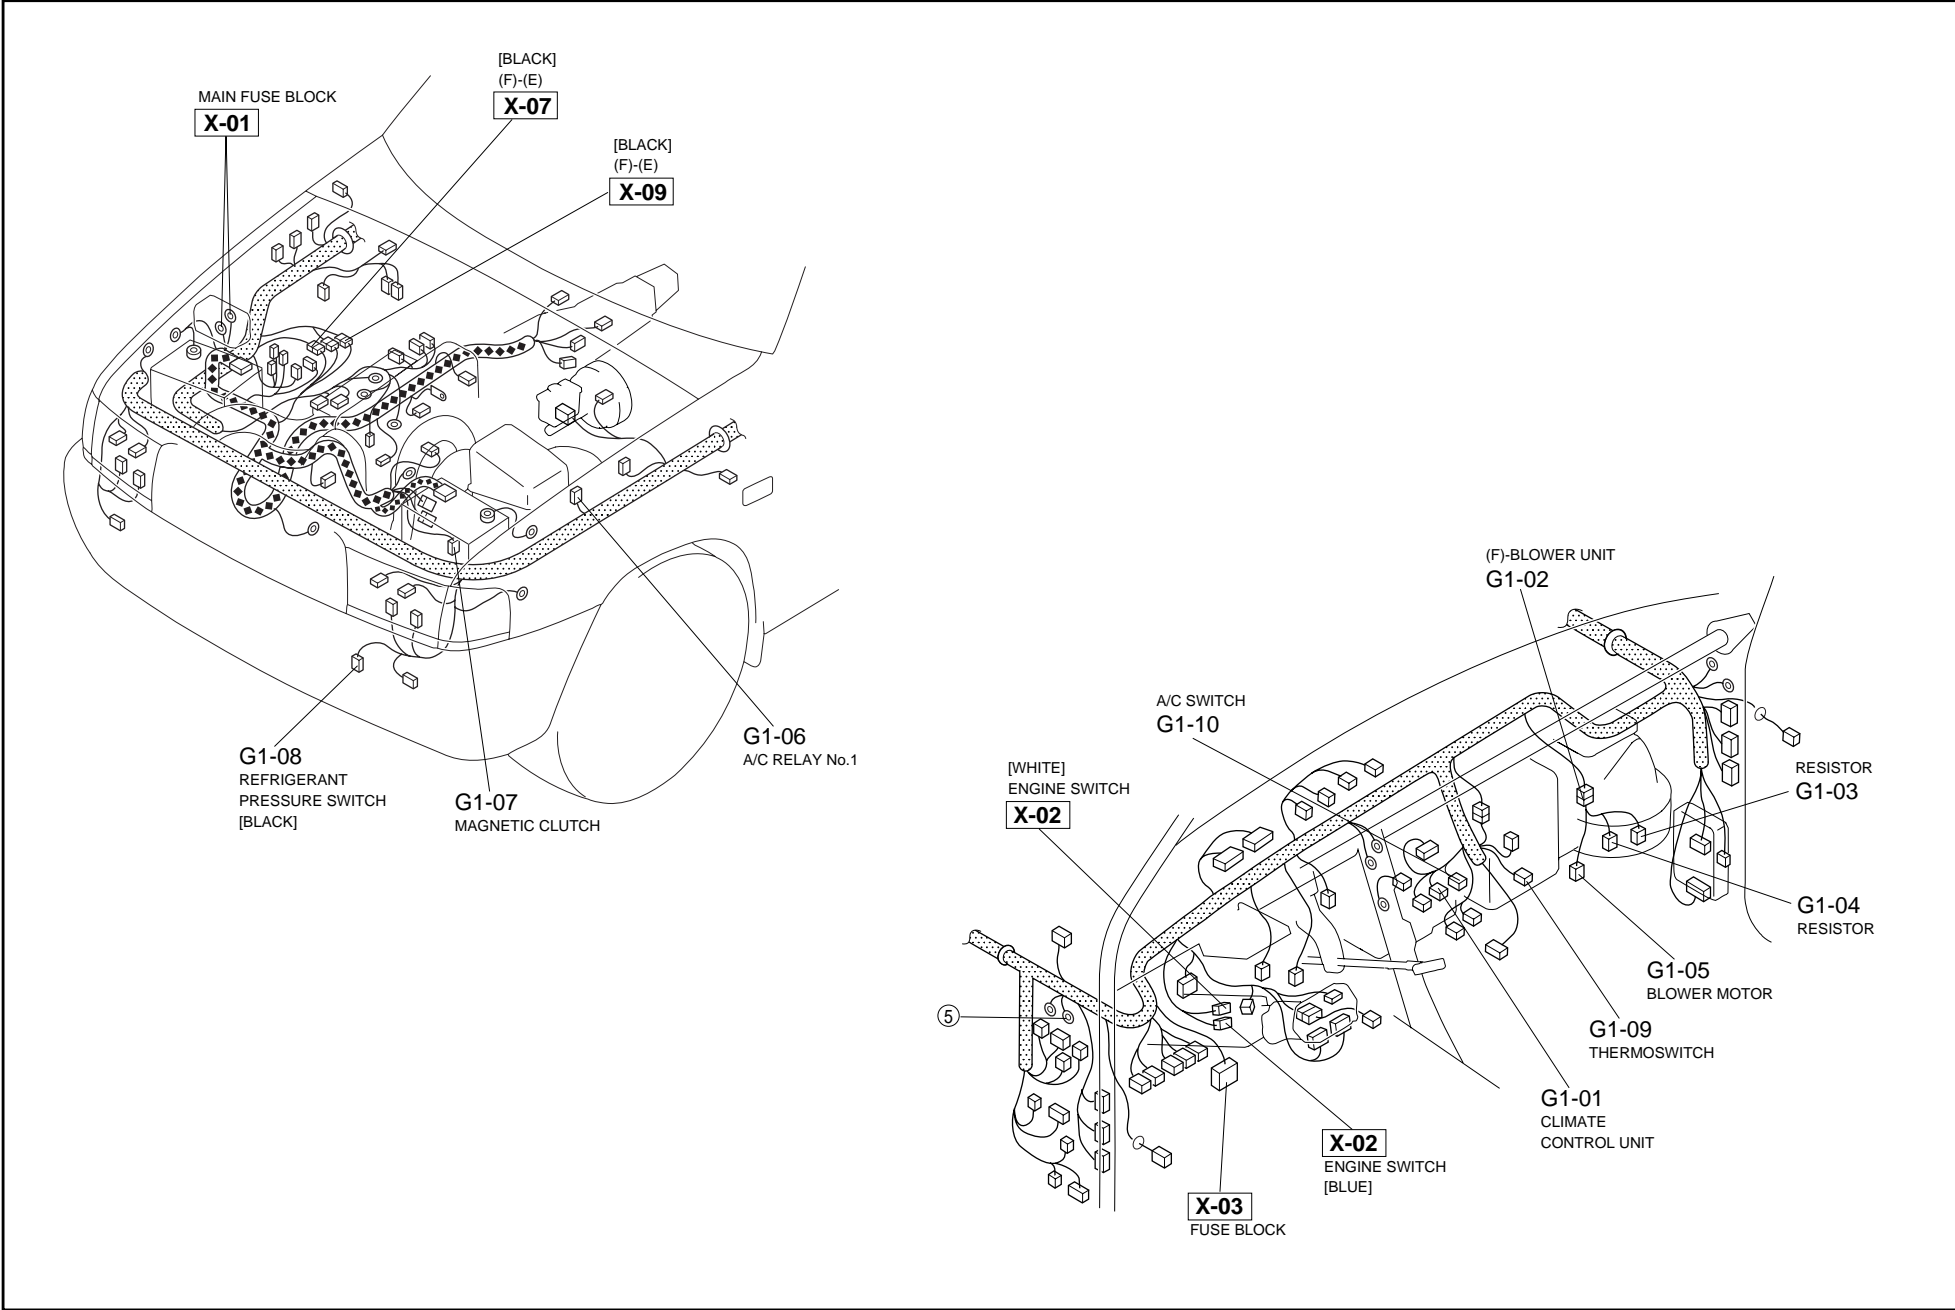 MAIN FUSE BLOCK
X-01
[BLACK]
(F)-(E)
X-07
[BLACK]
(F)-(E)
X-09
G1-08
REFRIGERANT
PRESSURE SWITCH
[BLACK]
G1-07
MAGNETIC CLUTCH
G1-06
A/C RELAY No.1
(F)-BLOWER UNIT
G1-02
A/C SWITCH
G1-10
[WHITE]
ENGINE SWITCH
X-02
RESISTOR
G1-03
G1-04
RESISTOR
G1-05
BLOWER MOTOR
G1-09
THERMOSWITCH
G1-01
CLIMATE
CONTROL UNIT
5
X-02
ENGINE SWITCH
[BLUE]
X-03
FUSE BLOCK